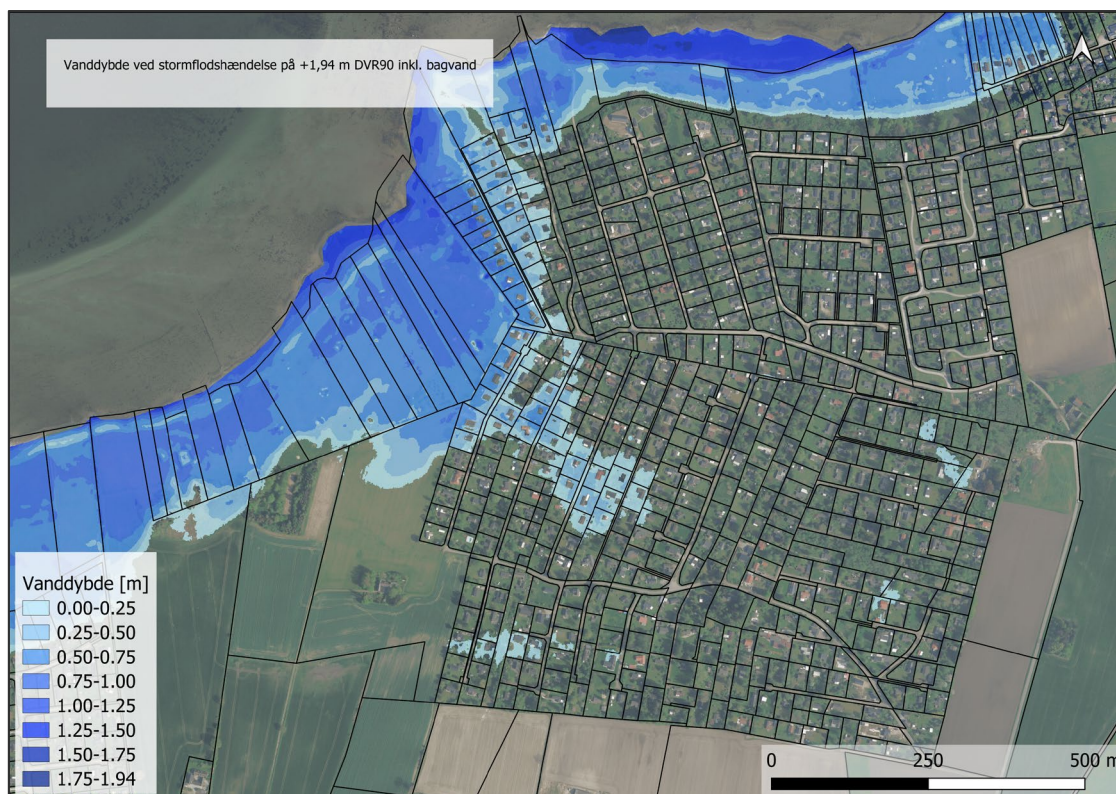 Vanddybde ved stormflodshændelse på +1,94 m DVR90 inkl. bagvand
Vanddybde [m]
0.00-0.25
0.25-0.50
0.50-0.75
0.75-1.00
1.00-1.25
1.25-1.50
1.50-1.75
1.75-1.94
0 250 500 m